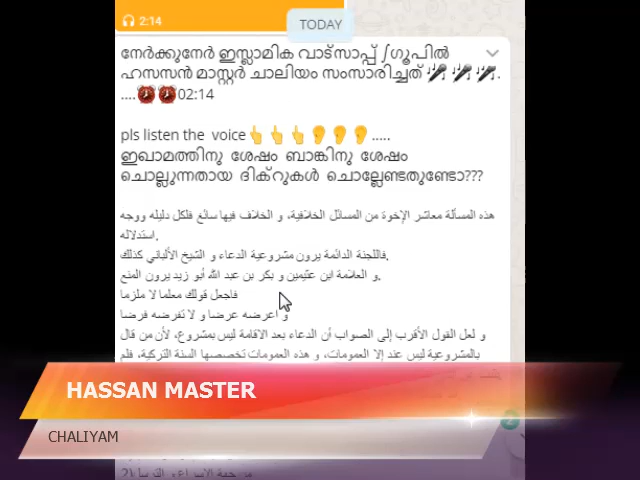 2:14
TODAY
നേർക്കുനേർ ഇസ്ലാമിക വാട്സാപ്പ് ഗ്രൂപിൽ
ഹസസൻ മാസ്റ്റർ ചാലിയം സംസാരിച്ചത് 🎤 🎤 🎤.
....⏰⏰02:14
pls listen the voice👆👆👆👂👂👂.....
ഇഖാമത്തിനു ശേഷം ബാങ്കിനു ശേഷം
ചൊല്ലുന്നതായ ദിക്റുകൾ ചൊല്ലേണ്ടതുണ്ടോ???
هذه المسألة معاشر الإخوة من المسائل الخلافية، و الخلاف فيها سائغ فلكل دليله ووجه
استدلاله.
فاللجنة الدائمة يرون مشروعية الدعاء و الشيخ الألباني كذلك.
و العلامة ابن عثيمين و بكر بن عبد الله أبو زيد يرون المنع.
فاجعل قولك معلما لا ملزما
و اعرضه عرضا و لا تفرضه فرضا
و لعل القول الأقرب إلى الصواب أن الدعاء بعد الاقامة ليس بمشروع، لأن من قال
بالمشروعية ليس عند إلا العمومات، و هذه العمومات تخصصها السنة التركية، فلم
HASSAN MASTER
CHALIYAM